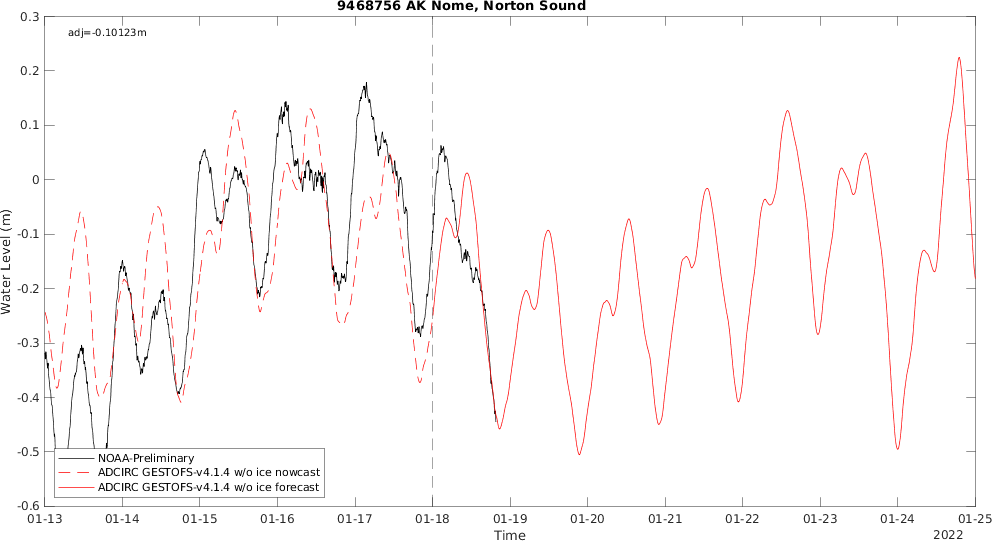 9468756 AK Nome, Norton Sound
adj=-0.10123m
0.3
0.2
0.1
0
-0.1
-0.2
-0.3
-0.4
-0.5
-0.6
Water Level (m)
NOAA-Preliminary
ADCIRC GESTOFS-v4.1.4 w/o ice nowcast
ADCIRC GESTOFS-v4.1.4 w/o ice forecast
01-13 01-14 01-15 01-16 01-17 01-18 01-19 01-20 01-21 01-22 01-23 01-24 01-25
Time
2022